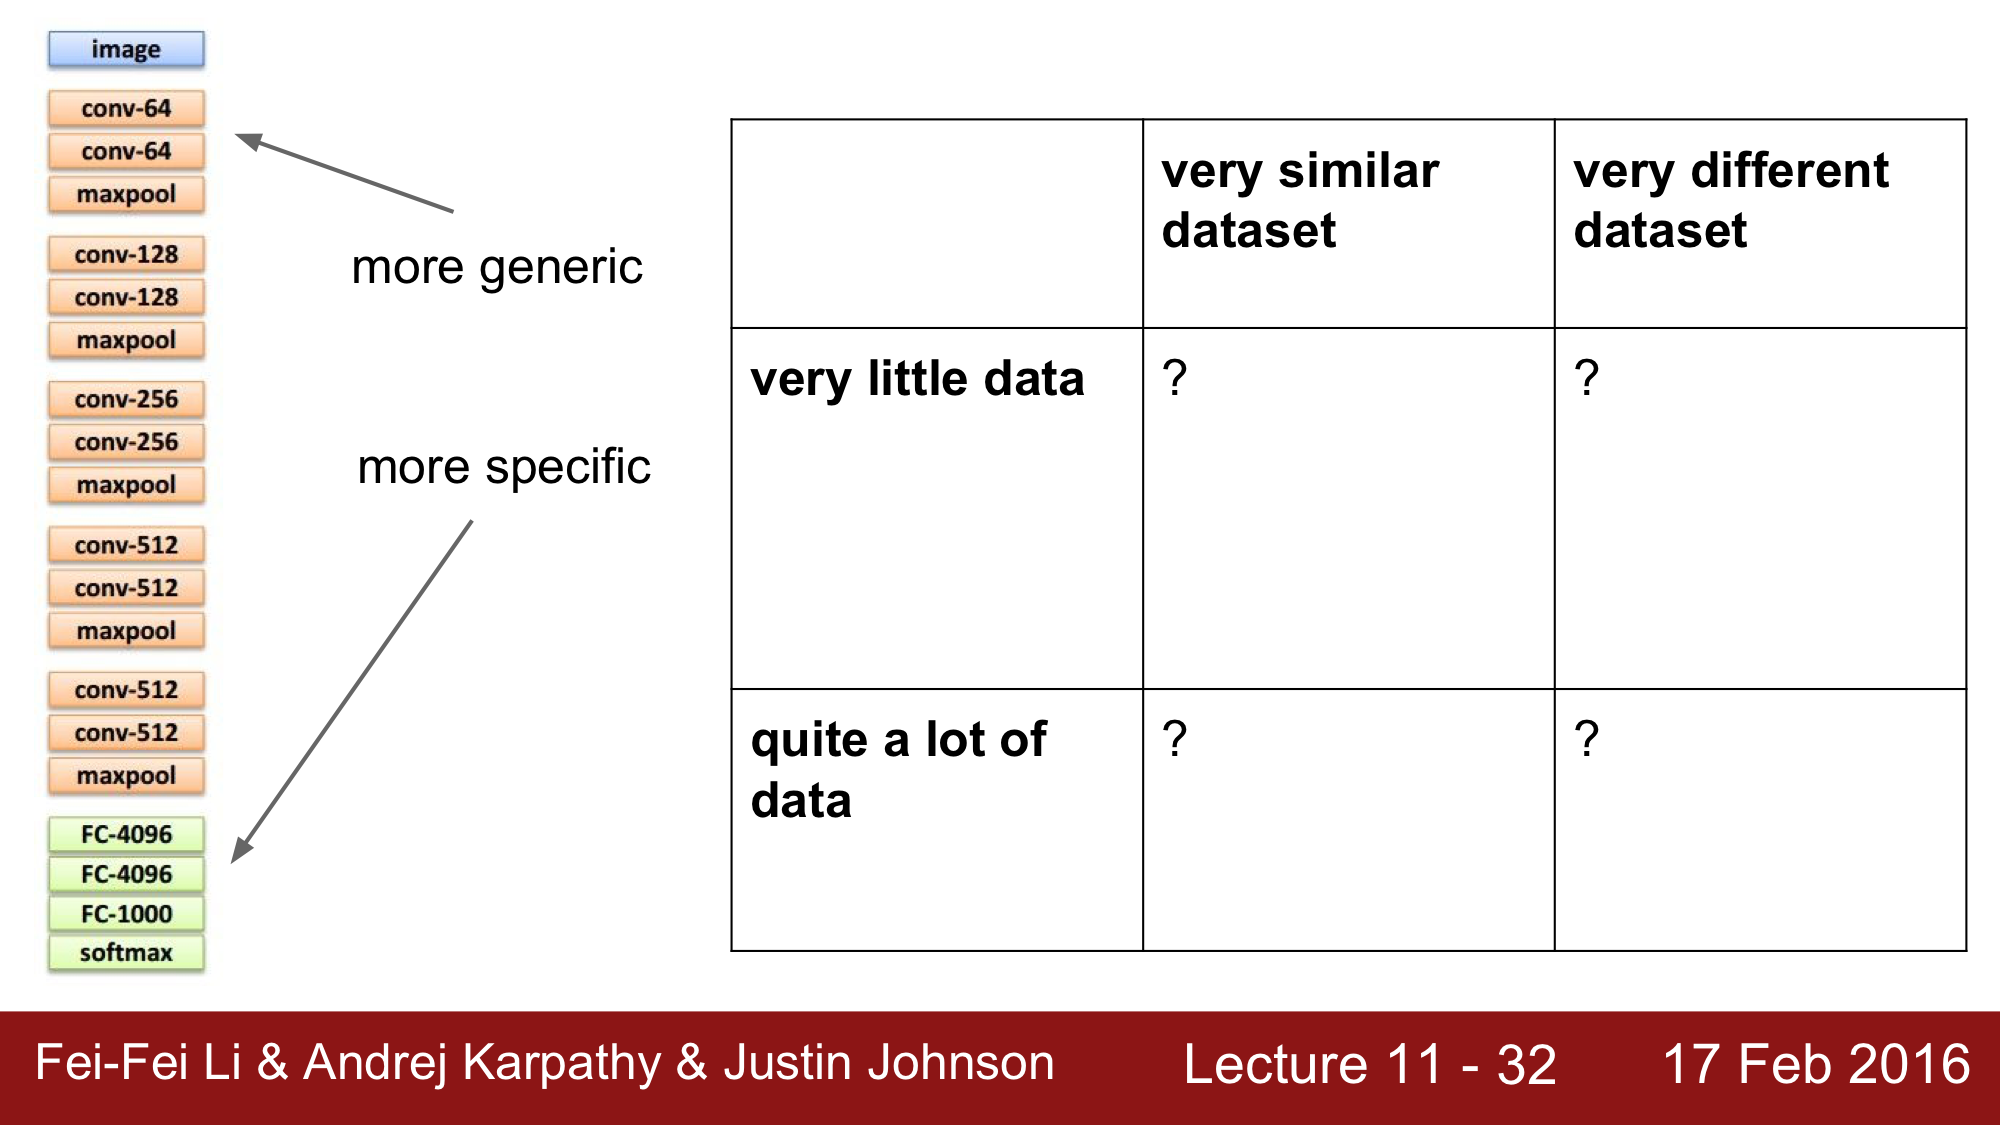 image
conv-64
conv-64
maxpool
conv-128
conv-128
maxpool
conv-256
conv-256
maxpool
conv-512
conv-512
maxpool
conv-512
conv-512
maxpool
FC-4096
FC-4096
FC-1000
softmax
more generic
more specific
very similar
dataset
very different
dataset
very little data
?
?
quite a lot of
data
?
?
Fei-Fei Li & Andrej Karpathy & Justin Johnson
Lecture 11 - 32
17 Feb 2016